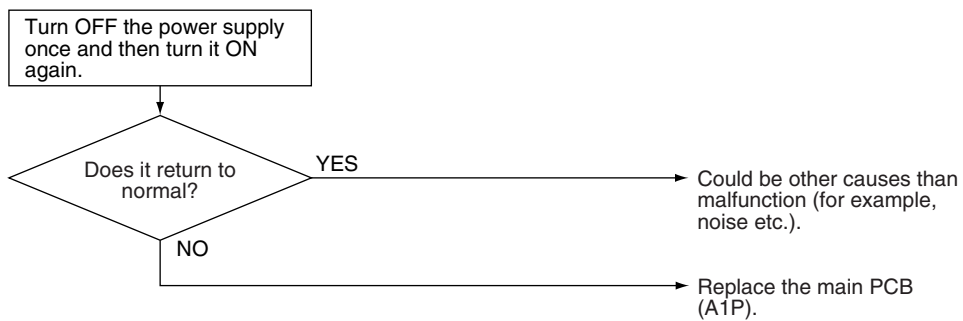 Turn OFF the power supply
once and then turn it ON
again.
Does it return to
normal?
YES
Could be other causes than
malfunction (for example,
noise etc.).
NO
Replace the main PCB
(A1P).